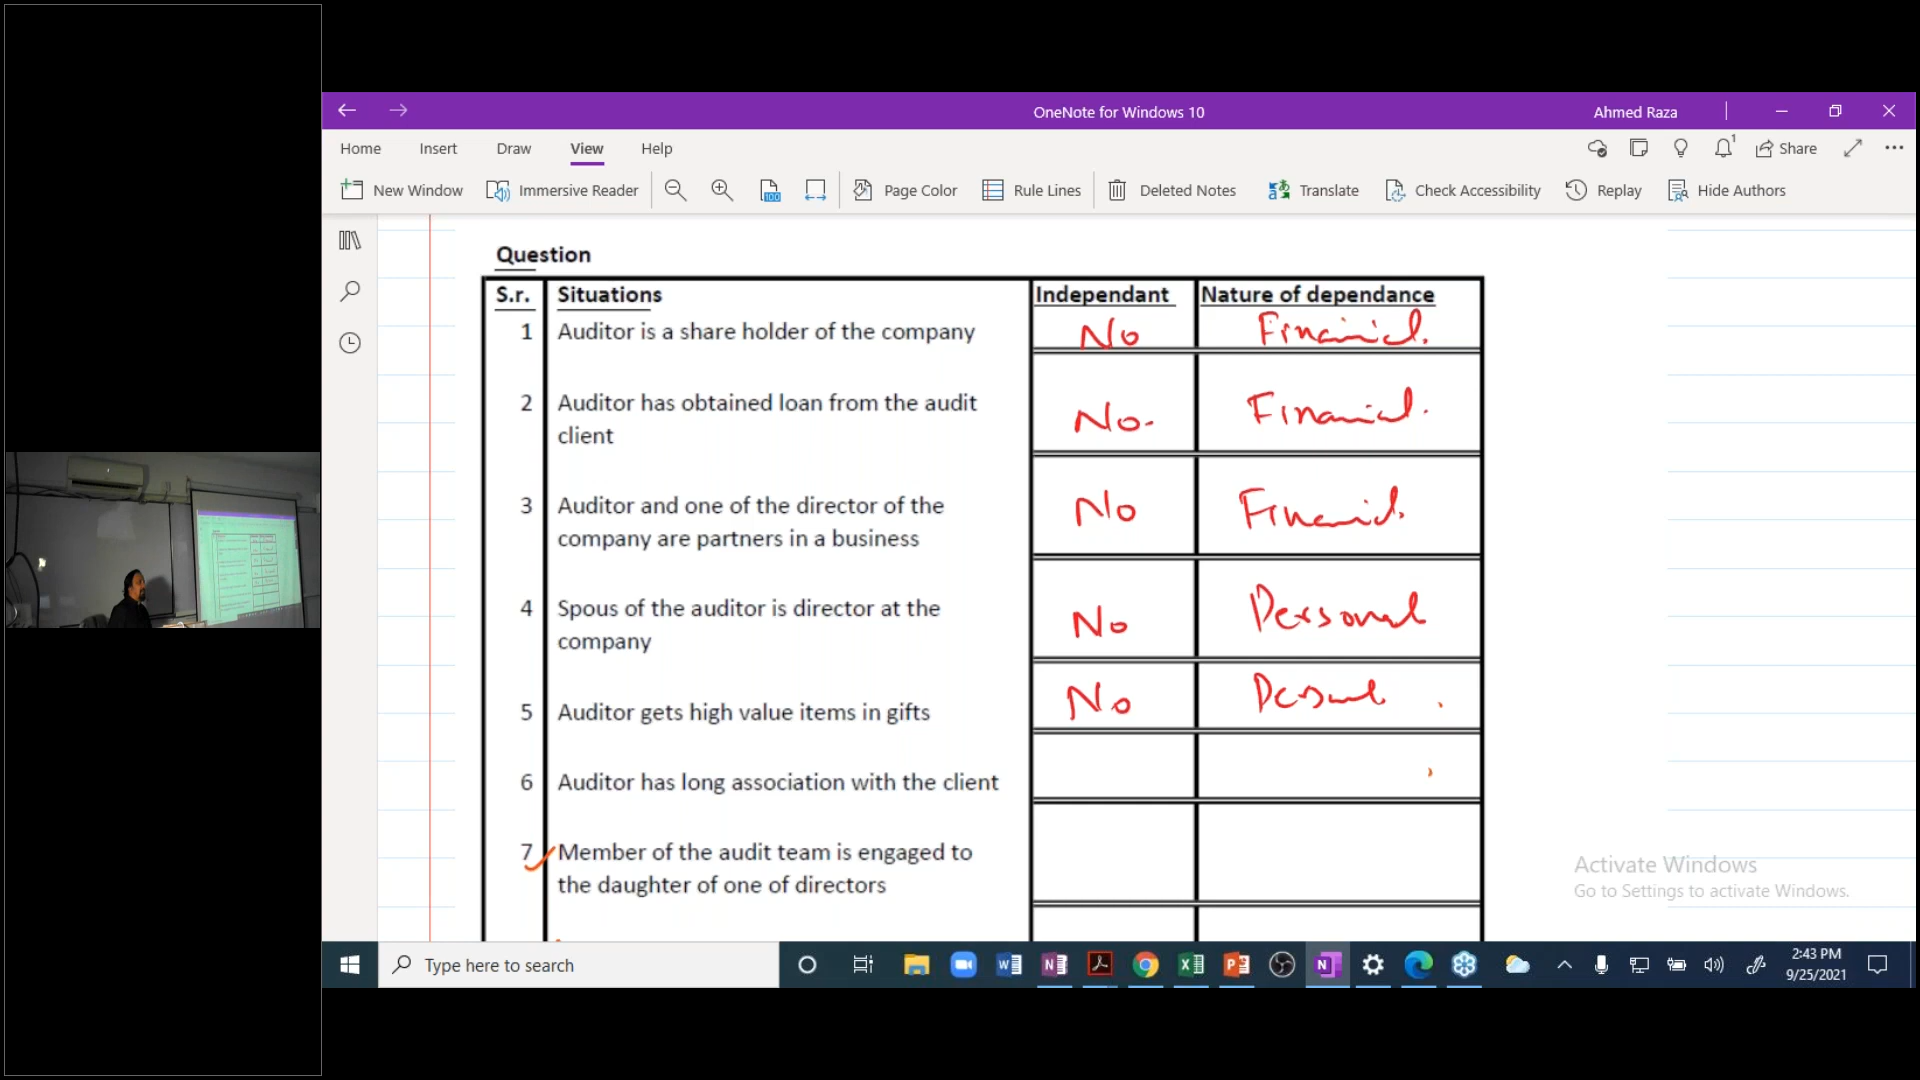 OneNote for Windows 10
Ahmed Raza
Home Insert Draw View Help
1 Share
New Window Immersive Reader 100 Page Color Rule Lines Deleted Notes Translate Check Accessibility Replay Hide Authors
Question
S.r. Situations Independant Nature of dependance
1 Auditor is a share holder of the company No Financial.
2 Auditor has obtained loan from the audit
client
No. Financial.
3 Auditor and one of the director of the
company are partners in a business
No Financial.
4 Spous of the auditor is director at the
company
No Personal
5 Auditor gets high value items in gifts No Personal
6 Auditor has long association with the client
7 Member of the audit team is engaged to
the daughter of one of directors
Activate Windows
Go to Settings to activate Windows.
Type here to search
2:43 PM
9/25/2021